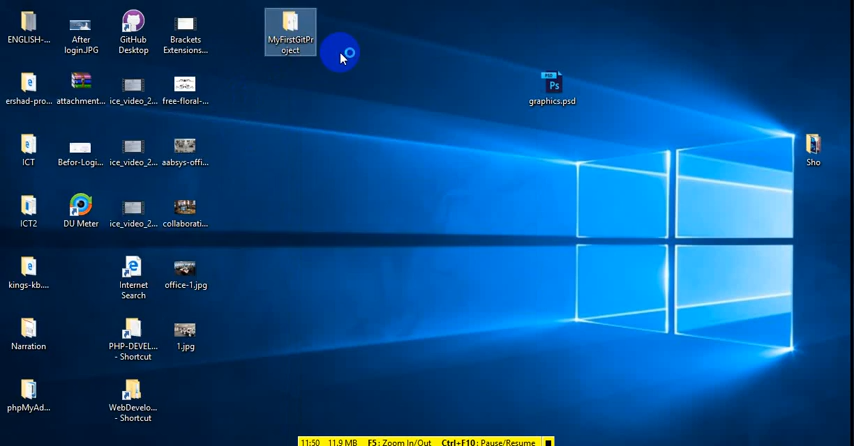 ENGLISH-...
After
loginJPG
GitHub
Desktop
Brackets
Extensions...
MyFirstGitPr
oject
ershad-pro...
attachment...
ice_video_2...
free-floral-...
PSD
Ps
graphics.psd
ICT
Befor-Logi...
ice_video_2...
aabsys-offi...
Sho
ICT2
DU Meter
ice_video_2...
collaborati...
kings-kb....
Internet
Search
office-1.jpg
Narration
PHP-DEVEL...
- Shortcut
1.jpg
phpMyAd...
WebDevelo...
- Shortcut
11:50 11.9 MB F5: Zoom In/Out Ctrl+F10: Pause/Resume